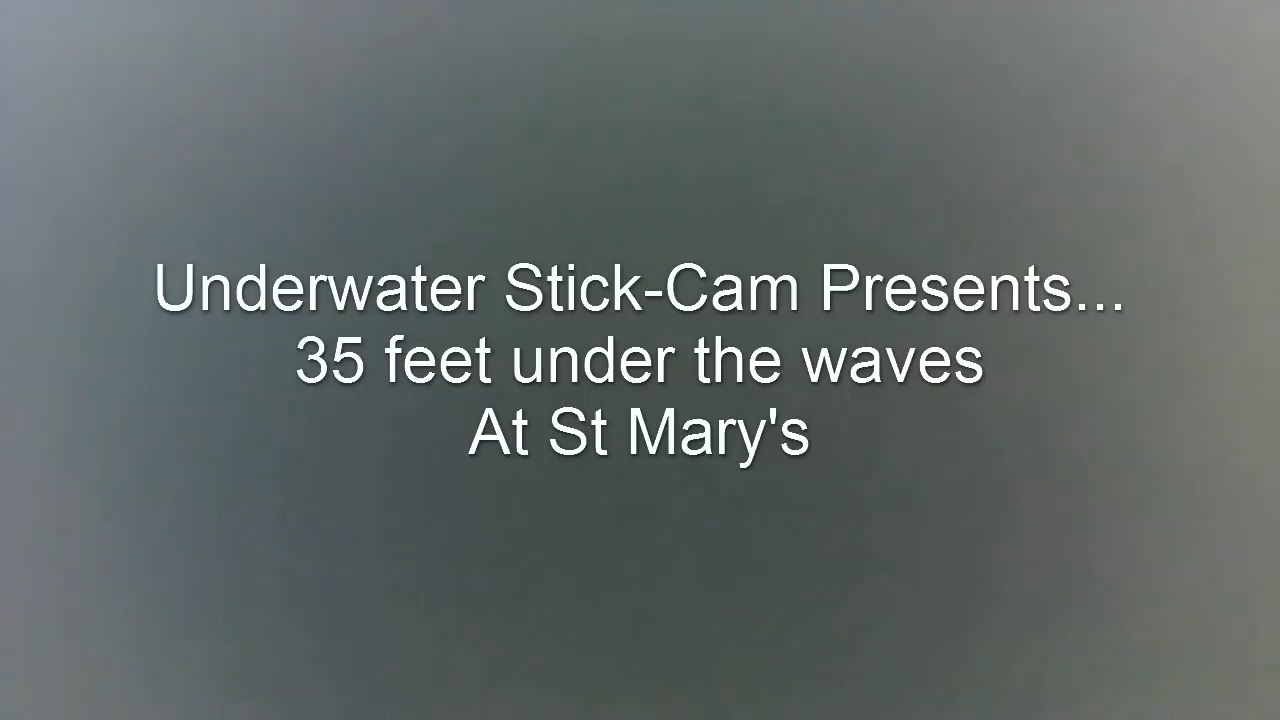 Underwater Stick-Cam Presents...
35 feet under the waves
At St Mary's